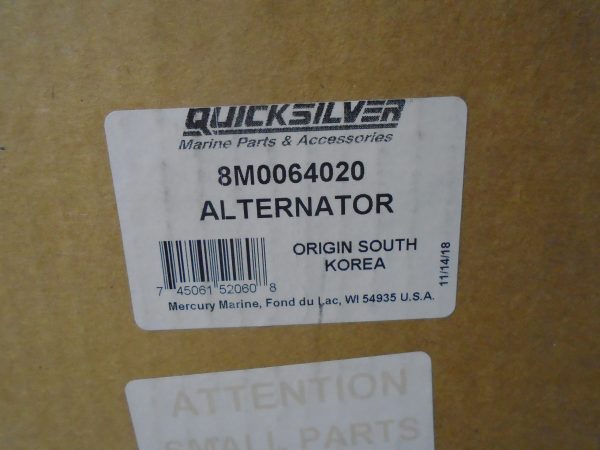 QUICKSILVER
Marine Parts & Accessories
8M0064020
ALTERNATOR
ORIGIN SOUTH
KOREA
7 45061 52060 8
11/14/18
Mercury Marine, Fond du Lac, WI 54935 U.S.A.
ATTENTION
SMALL PARTS